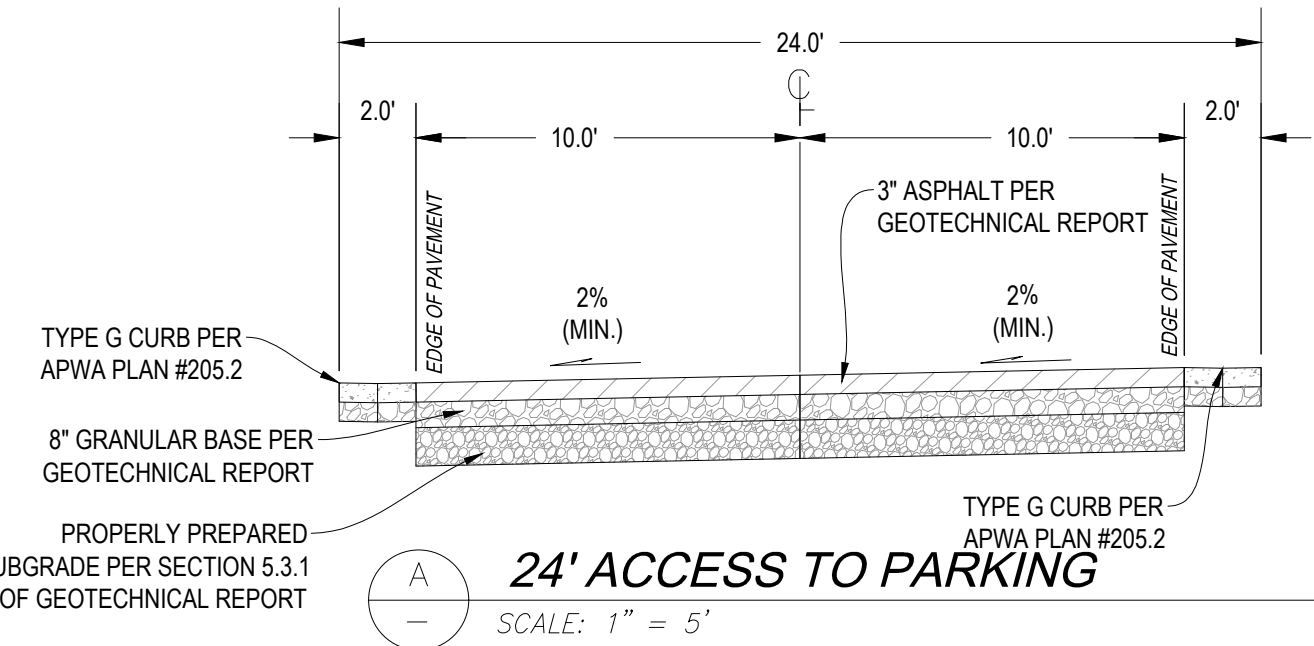 24.0'
2.0'
10.0'
10.0'
2.0'
EDGE OF PAVEMENT
EDGE OF PAVEMENT
3" ASPHALT PER
GEOTECHNICAL REPORT
2%
(MIN.)
2%
(MIN.)
TYPE G CURB PER
APWA PLAN #205.2
8" GRANULAR BASE PER
GEOTECHNICAL REPORT
PROPERLY PREPARED
UBGRADE PER SECTION 5.3.1
OF GEOTECHNICAL REPORT
TYPE G CURB PER
APWA PLAN #205.2
A
–
24' ACCESS TO PARKING
SCALE: 1" = 5'